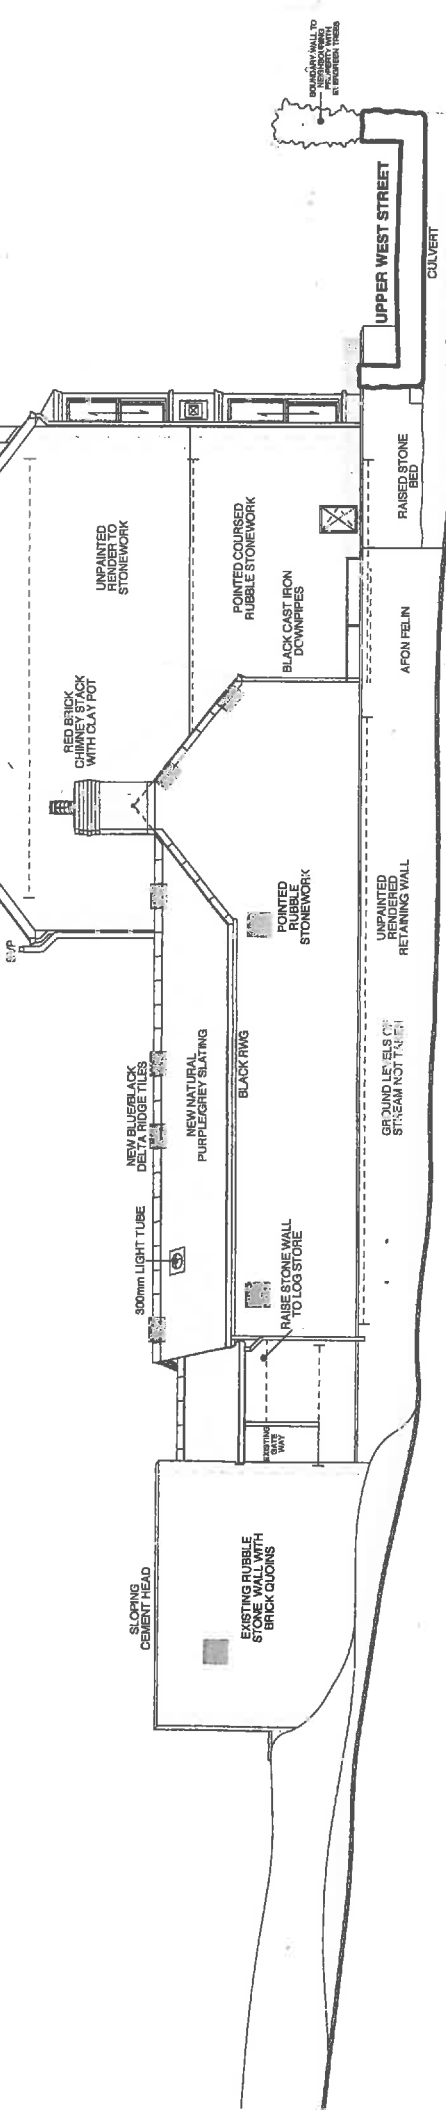 SLOPING
CEMENT HEAD
EXISTING RUBBLE
STONE WALL WITH
BRICK QUOINS
EXISTING
GATE
WAY
300mm LIGHT TUBE
RAISE STONE WALL
TO LOG STORE
NEW BLUE/BLACK
DELTA RIDGE TILES
NEW NATURAL
PURPLE/GREY SLATING
BLACK RWG
GROUND LEVELS OF
STREAM NOT TAKEN
SVP
POINTED
RUBBLE
STONEWORK
UNPAINTED
RENDERED
RETAINING WALL
RED BRICK
CHIMNEY STACK
WITH CLAY POT
UNPAINTED
RENDER TO
STONEWORK
POINTED COURSED
RUBBLE STONEWORK
BLACK CAST IRON
DOWNPIPES
AFON FELIN
RAISED STONE
BED
UPPER WEST STREET
CULVERT
BOUNDARY WALL TO
NEIGHBOURING
PROPERTY WITH
EVERGREEN TREES